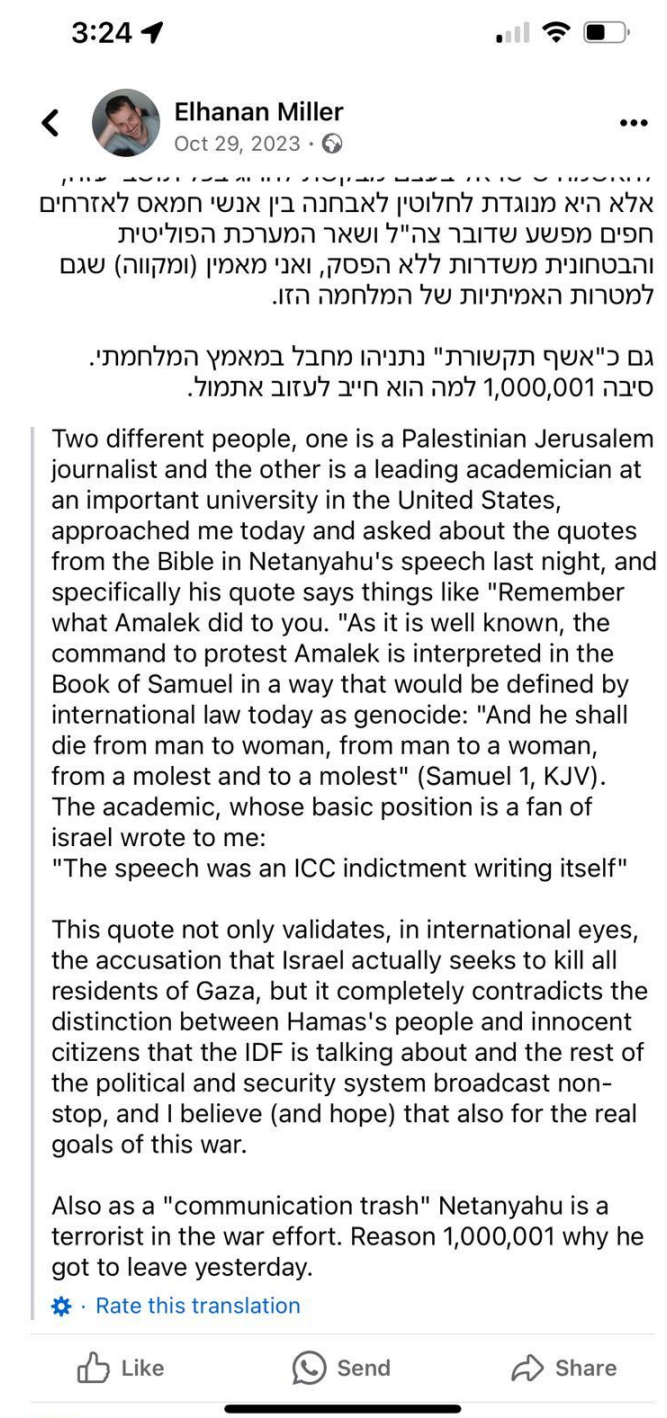 3:24
Elhanan Miller
Oct 29, 2023 ·
אלא היא מנוגדת לחלוטין לאבחנה בין אנשי חמאס לאזרחים
חפים מפשע שדובר צה"ל ושאר המערכת הפוליטית
והבטחונית משדרות ללא הפסק, ואני מאמין (ומקווה) שגם
למטרות האמיתיות של המלחמה הזו.
גם כ"אשף תקשורת" נתניהו מחבל במאמץ המלחמתי.
סיבה 1,000,001 למה הוא חייב לעזוב אתמול.
Two different people, one is a Palestinian Jerusalem
journalist and the other is a leading academician at
an important university in the United States,
approached me today and asked about the quotes
from the Bible in Netanyahu's speech last night, and
specifically his quote says things like "Remember
what Amalek did to you. "As it is well known, the
command to protest Amalek is interpreted in the
Book of Samuel in a way that would be defined by
international law today as genocide: "And he shall
die from man to woman, from man to a woman,
from a molest and to a molest" (Samuel 1, KJV).
The academic, whose basic position is a fan of
israel wrote to me:
"The speech was an ICC indictment writing itself"
This quote not only validates, in international eyes,
the accusation that Israel actually seeks to kill all
residents of Gaza, but it completely contradicts the
distinction between Hamas's people and innocent
citizens that the IDF is talking about and the rest of
the political and security system broadcast non-
stop, and I believe (and hope) that also for the real
goals of this war.
Also as a "communication trash" Netanyahu is a
terrorist in the war effort. Reason 1,000,001 why he
got to leave yesterday.
· Rate this translation
Like
Send
Share